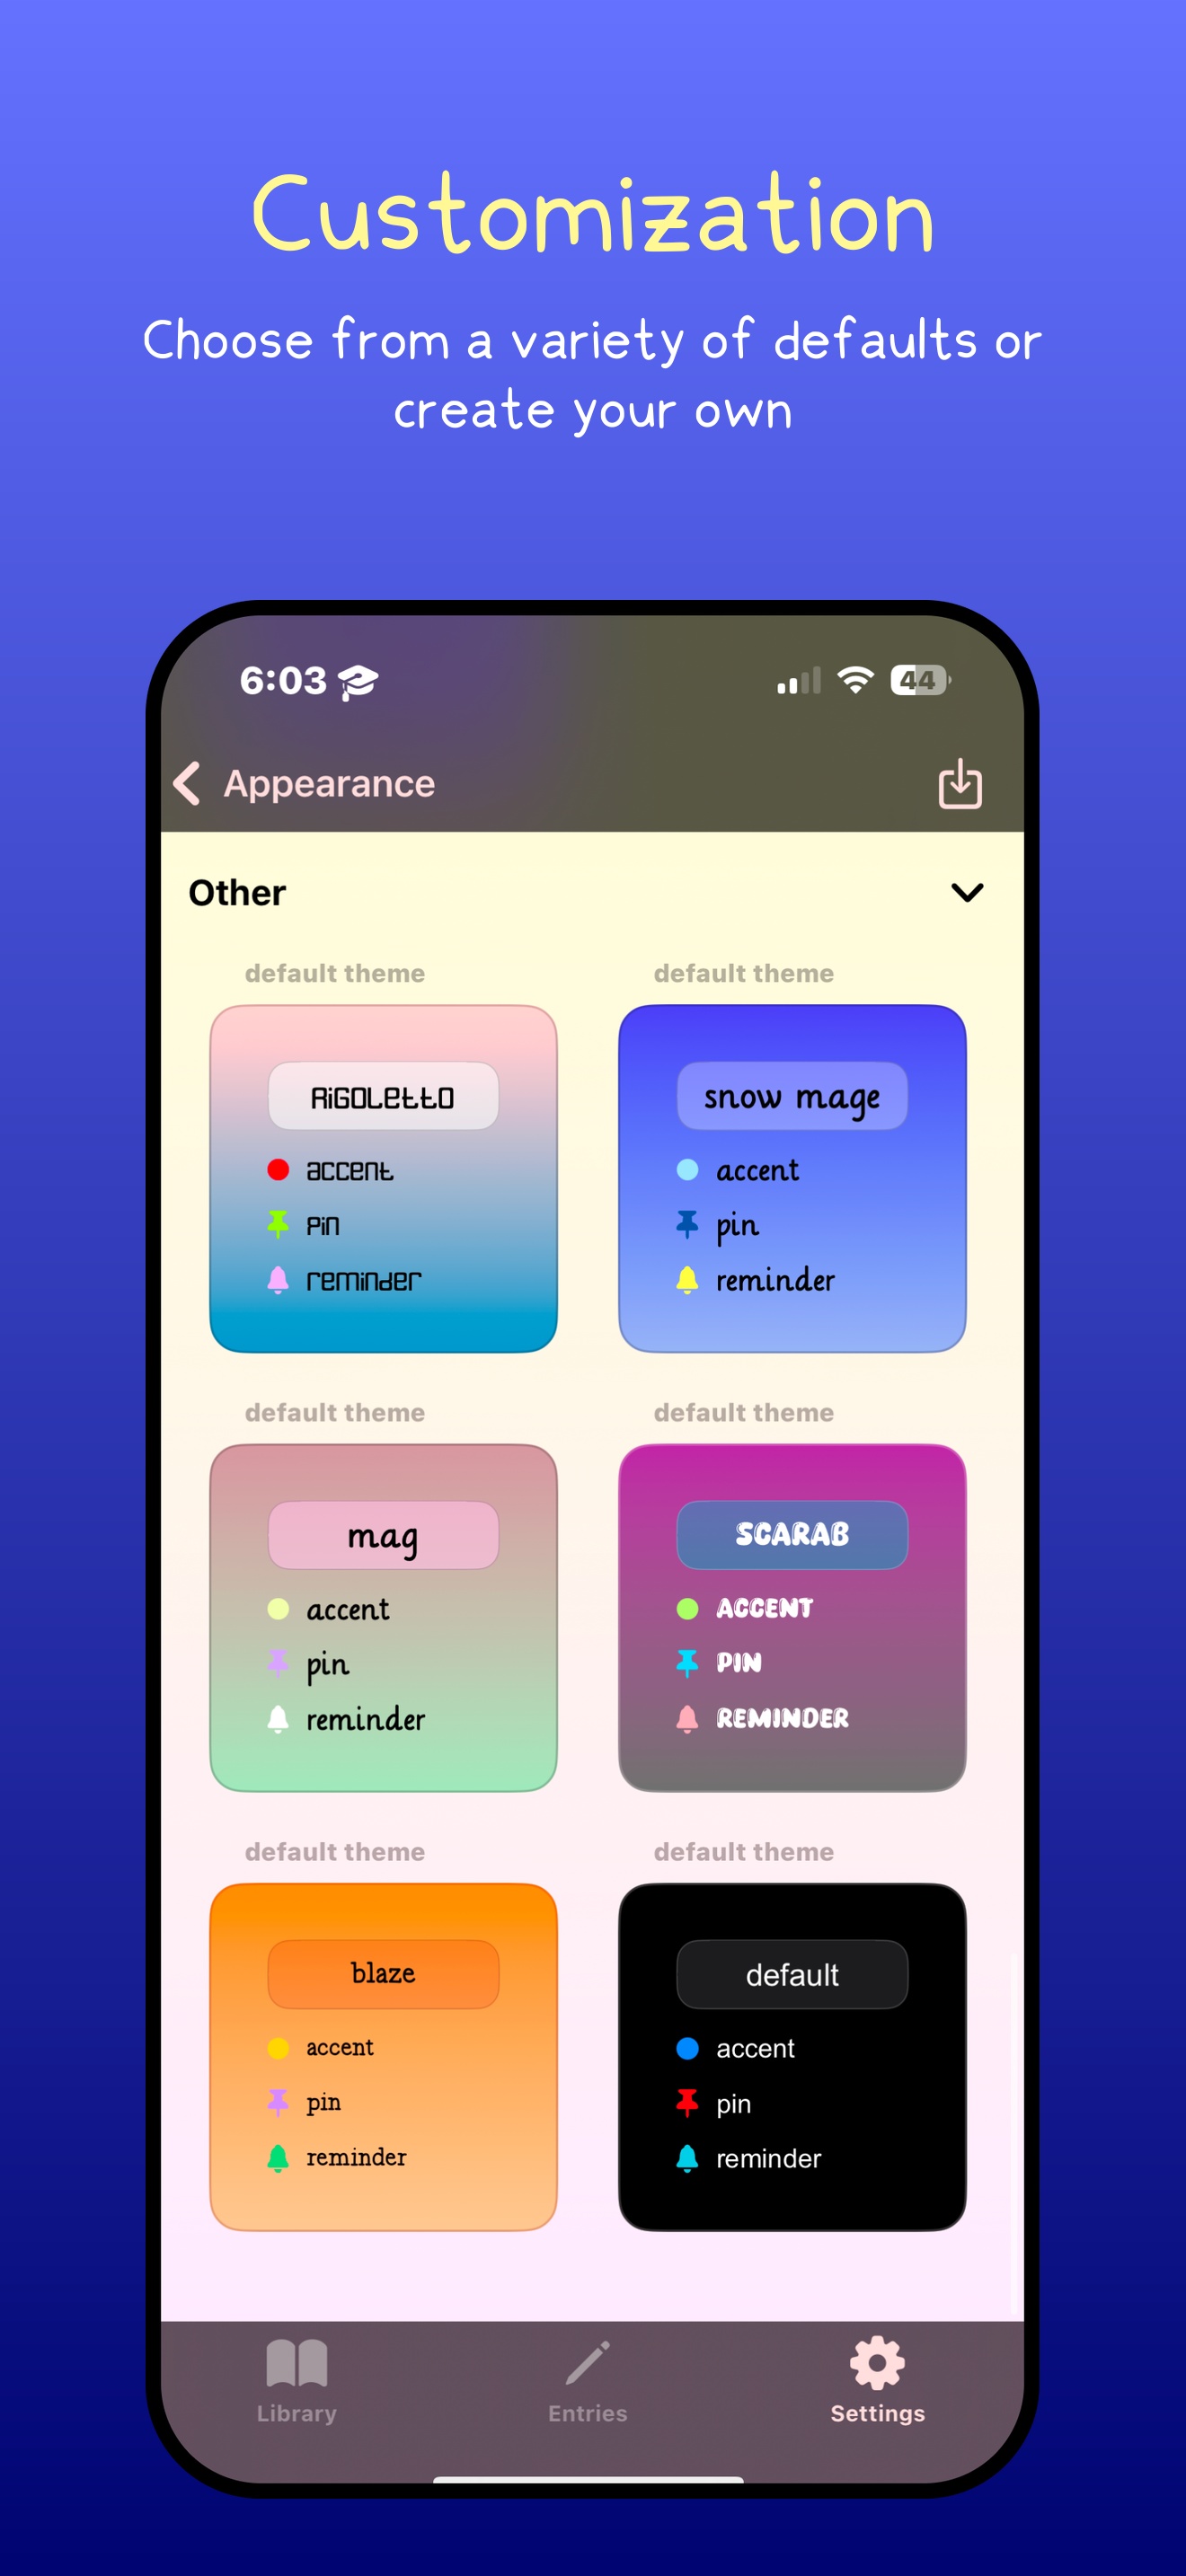 Customization
Choose from a variety of defaults or
create your own
6:03
44
Appearance
Other
default theme
default theme
RiGOLettO
accent
PiN
reminder
snow mage
accent
pin
reminder
default theme
default theme
mag
accent
pin
reminder
SCARAB
ACCENT
PIN
REMINDER
default theme
default theme
blaze
accent
pin
reminder
default
accent
pin
reminder
Library
Entries
Settings